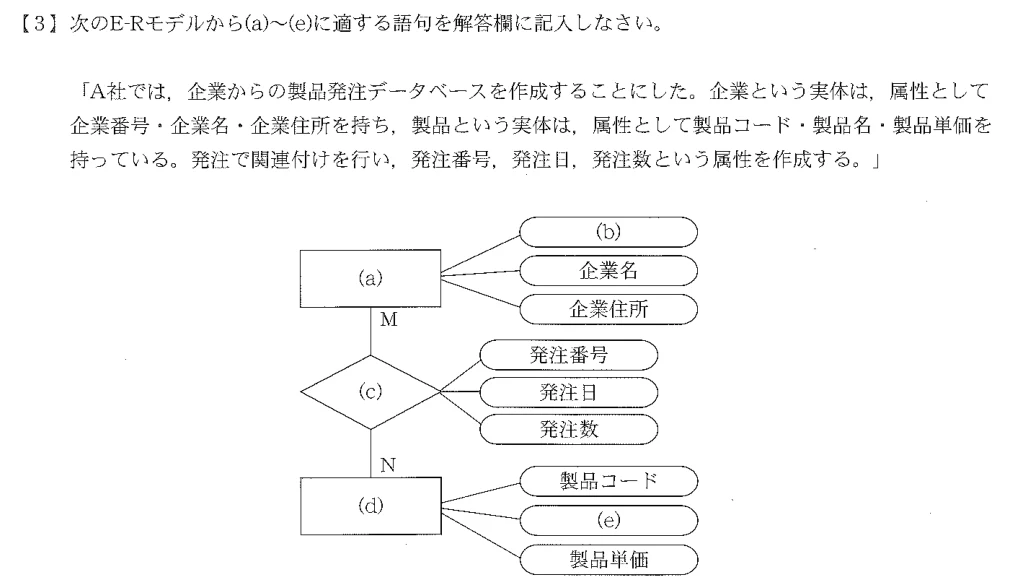 【3】次のE-Rモデルから(a)～(e)に適する語句を解答欄に記入しなさい。
「A社では，企業からの製品発注データベースを作成することにした。企業という実体は，属性として
企業番号・企業名・企業住所を持ち，製品という実体は，属性として製品コード・製品名・製品単価を
持っている。発注で関連付けを行い，発注番号，発注日，発注数という属性を作成する。」
(b)
(a)
企業名
企業住所
M
発注番号
(c)
発注日
発注数
N
製品コード
(d)
(e)
製品単価